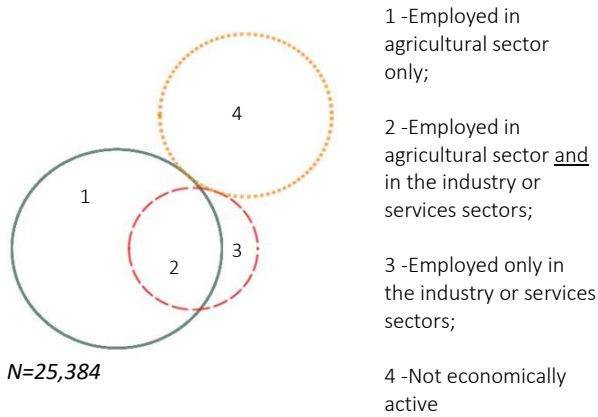 1 -Employed in
agricultural sector
only;
2 -Employed in
agricultural sector and
in the industry or
services sectors;
3 -Employed only in
the industry or services
sectors;
4 -Not economically
active
4
1
3
2
N=25,384